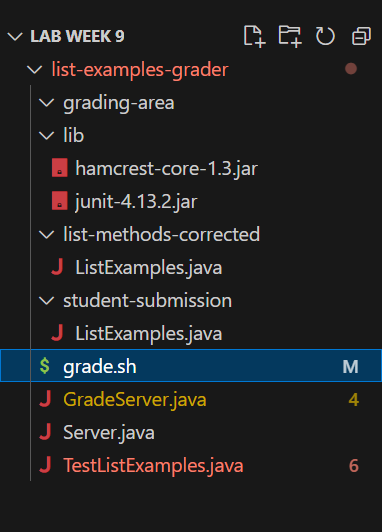 LAB WEEK 9
list-examples-grader
grading-area
lib
hamcrest-core-1.3.jar
junit-4.13.2.jar
list-methods-corrected
J ListExamples.java
student-submission
J ListExamples.java
$ grade.sh M
J GradeServer.java 4
J Server.java
J TestListExamples.java 6